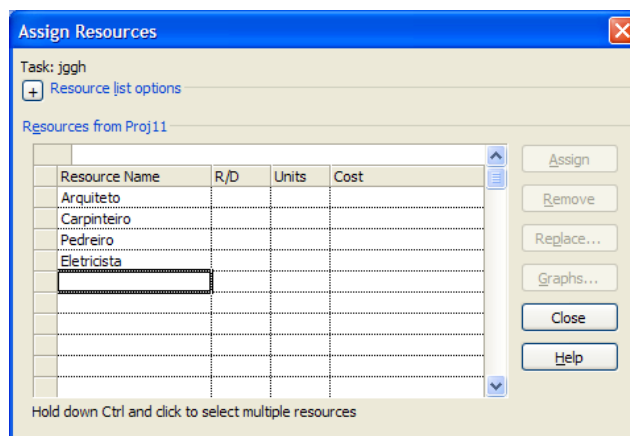 Assign Resources
Task: jggh
+ Resource list options
Resources from Proj11
Resource Name R/D Units Cost
Arquiteto
Carpinteiro
Pedreiro
Eletricista
Assign
Remove
Replace...
Graphs...
Close
Help
Hold down Ctrl and click to select multiple resources